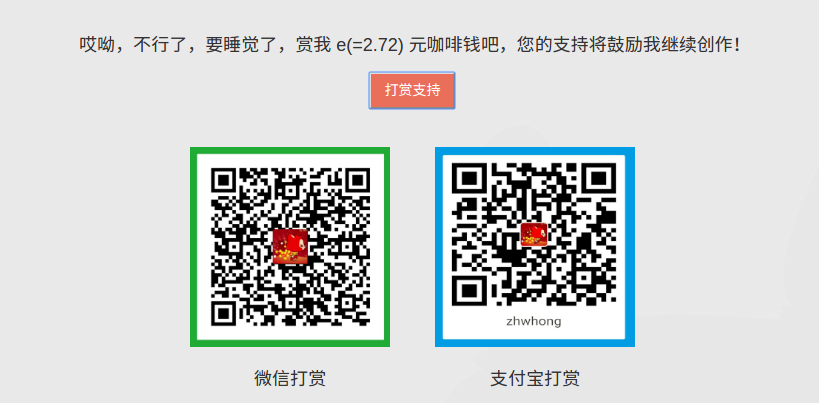 哎呦，不行了，要睡觉了，赏我 e(=2.72) 元咖啡钱吧，您的支持将鼓励我继续创作！
打赏支持
zhwhong
微信打赏
支付宝打赏